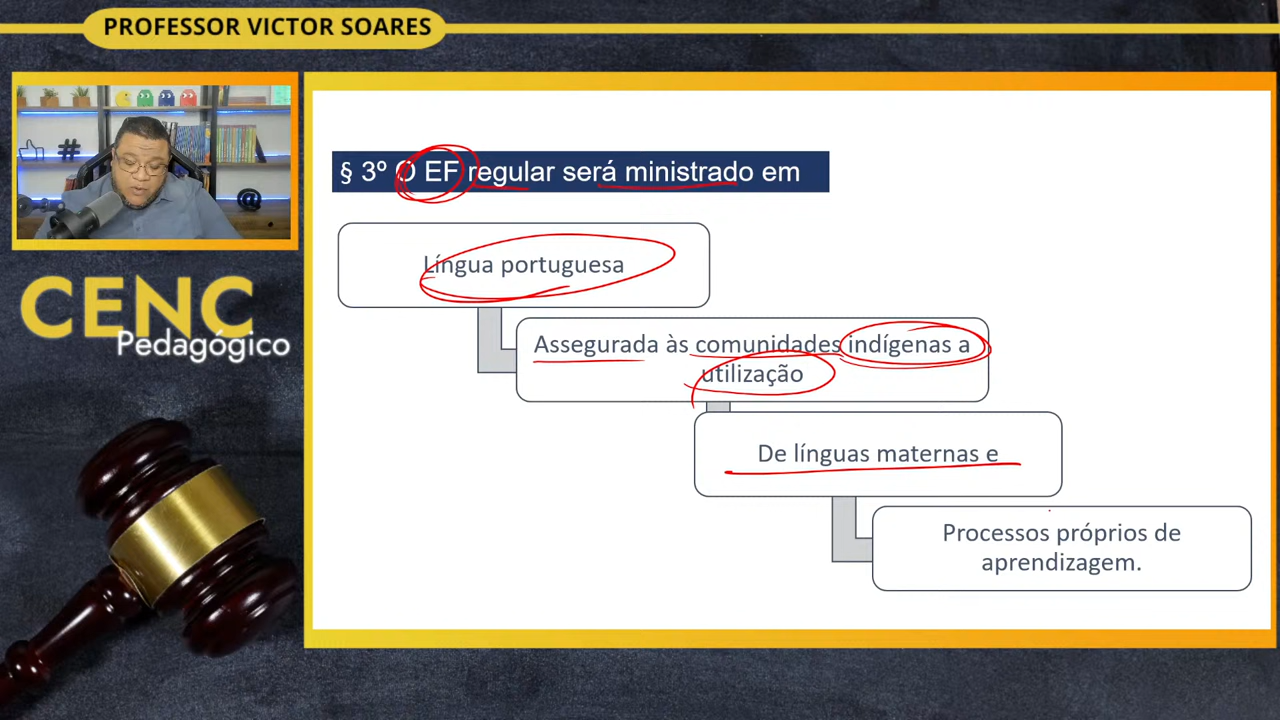 PROFESSOR VICTOR SOARES
CENC
Pedagógico
§ 3º O EF regular será ministrado em
Língua portuguesa
Assegurada às comunidades indígenas a
utilização
De línguas maternas e
Processos próprios de
aprendizagem.